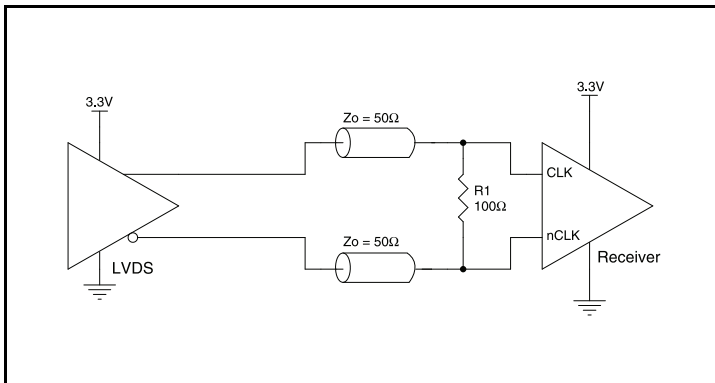 3.3V
LVDS
Zo = 50Ω
Zo = 50Ω
R1
100Ω
3.3V
CLK
nCLK
Receiver